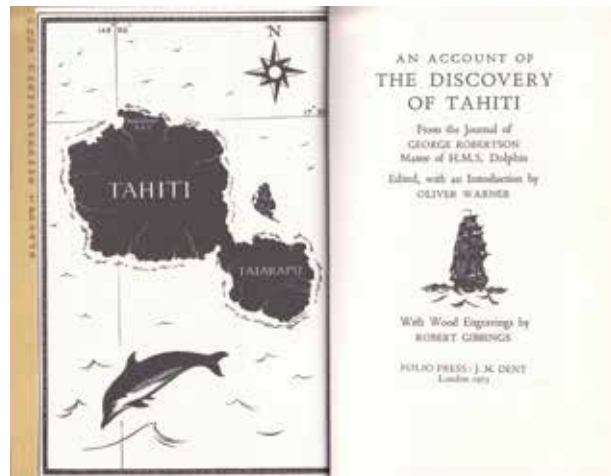 N
TAHITI
TAIARAPU
AN ACCOUNT OF
THE DISCOVERY
OF TAHITI
From the Journal of
GEORGE ROBERTSON
Master of H.M.S. Dolphin
Edited, with an Introduction by
OLIVER WARNER
With Wood Engravings by
ROBERT GIBBINGS
FOLIO PRESS: J. M. DENT
London 1973